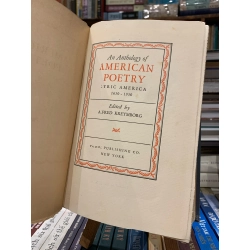 An Anthology of
AMERICAN
POETRY
LYRIC AMERICA
1630 - 1930
Edited by
ALFRED KREYMBORG
TUDOR PUBLISHING CO.
NEW YORK